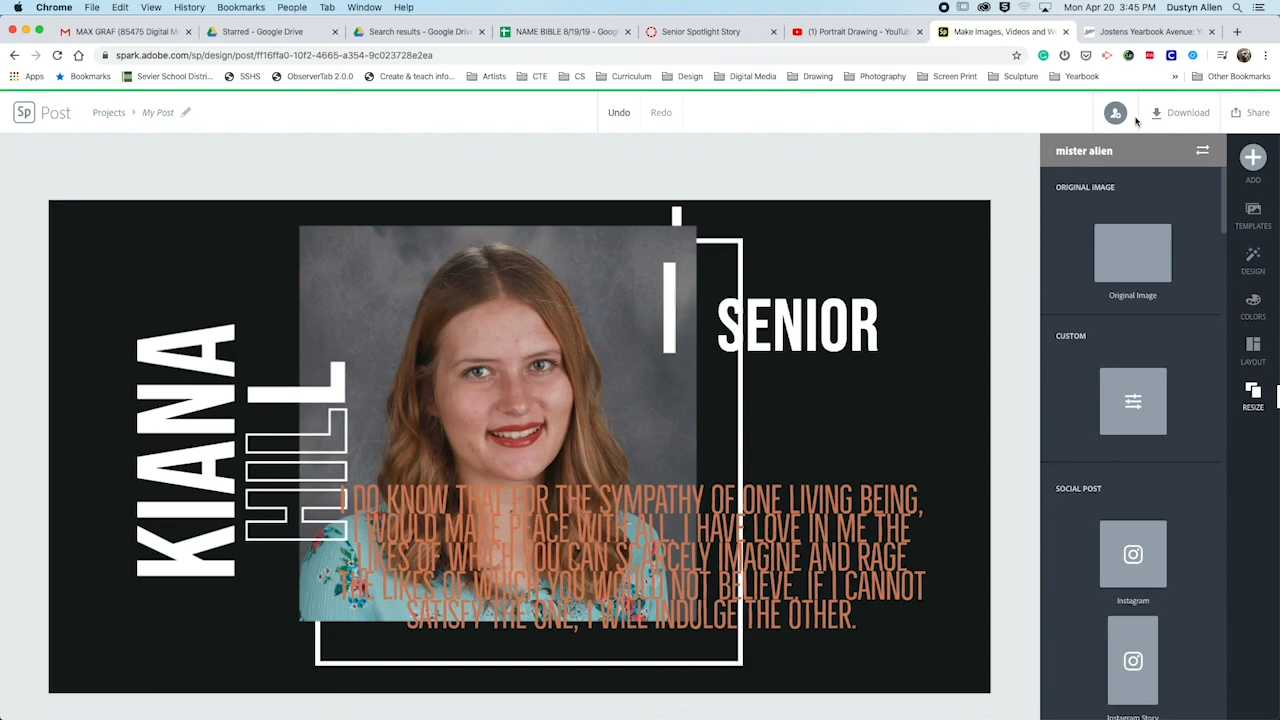 Chrome File Edit View History Bookmarks People Tab Window Help Mon Apr 20 3:45 PM Dustyn Allen
MAX GRAF (85475 Digital M Starred – Google Drive Search results - Google Drive NAME BIBLE 8/19/19 - Goog Senior Spotlight Story (1) Portrait Drawing - YouTub Make Images, Videos and W Jostens Yearbook Avenue: Y
spark.adobe.com/sp/design/post/ff16ffa0-10f2-4665-a354-9c023728e2ea
Apps Bookmarks Sevier School Distri... SSHS ObserverTab 2.0.0 Create & teach info... Artists CTE CS Curriculum Design Digital Media Drawing Photography Screen Print Sculpture Yearbook » Other Bookmarks
Sp Post Projects > My Post Undo Redo Download Share
mister alien
ORIGINAL IMAGE
Original Image
CUSTOM
SOCIAL POST
Instagram
Instagram Story
ADD
TEMPLATES
DESIGN
COLORS
LAYOUT
RESIZE
KIANA
HILL
SENIOR
I DO KNOW THAT FOR THE SYMPATHY OF ONE LIVING BEING,
I WOULD MAKE PEACE WITH ALL. I HAVE LOVE IN ME THE
LIKES OF WHICH YOU CAN SCARCELY IMAGINE AND RAGE
THE LIKES OF WHICH YOU WOULD NOT BELIEVE. IF I CANNOT
SATISFY THE ONE, I WILL INDULGE THE OTHER.